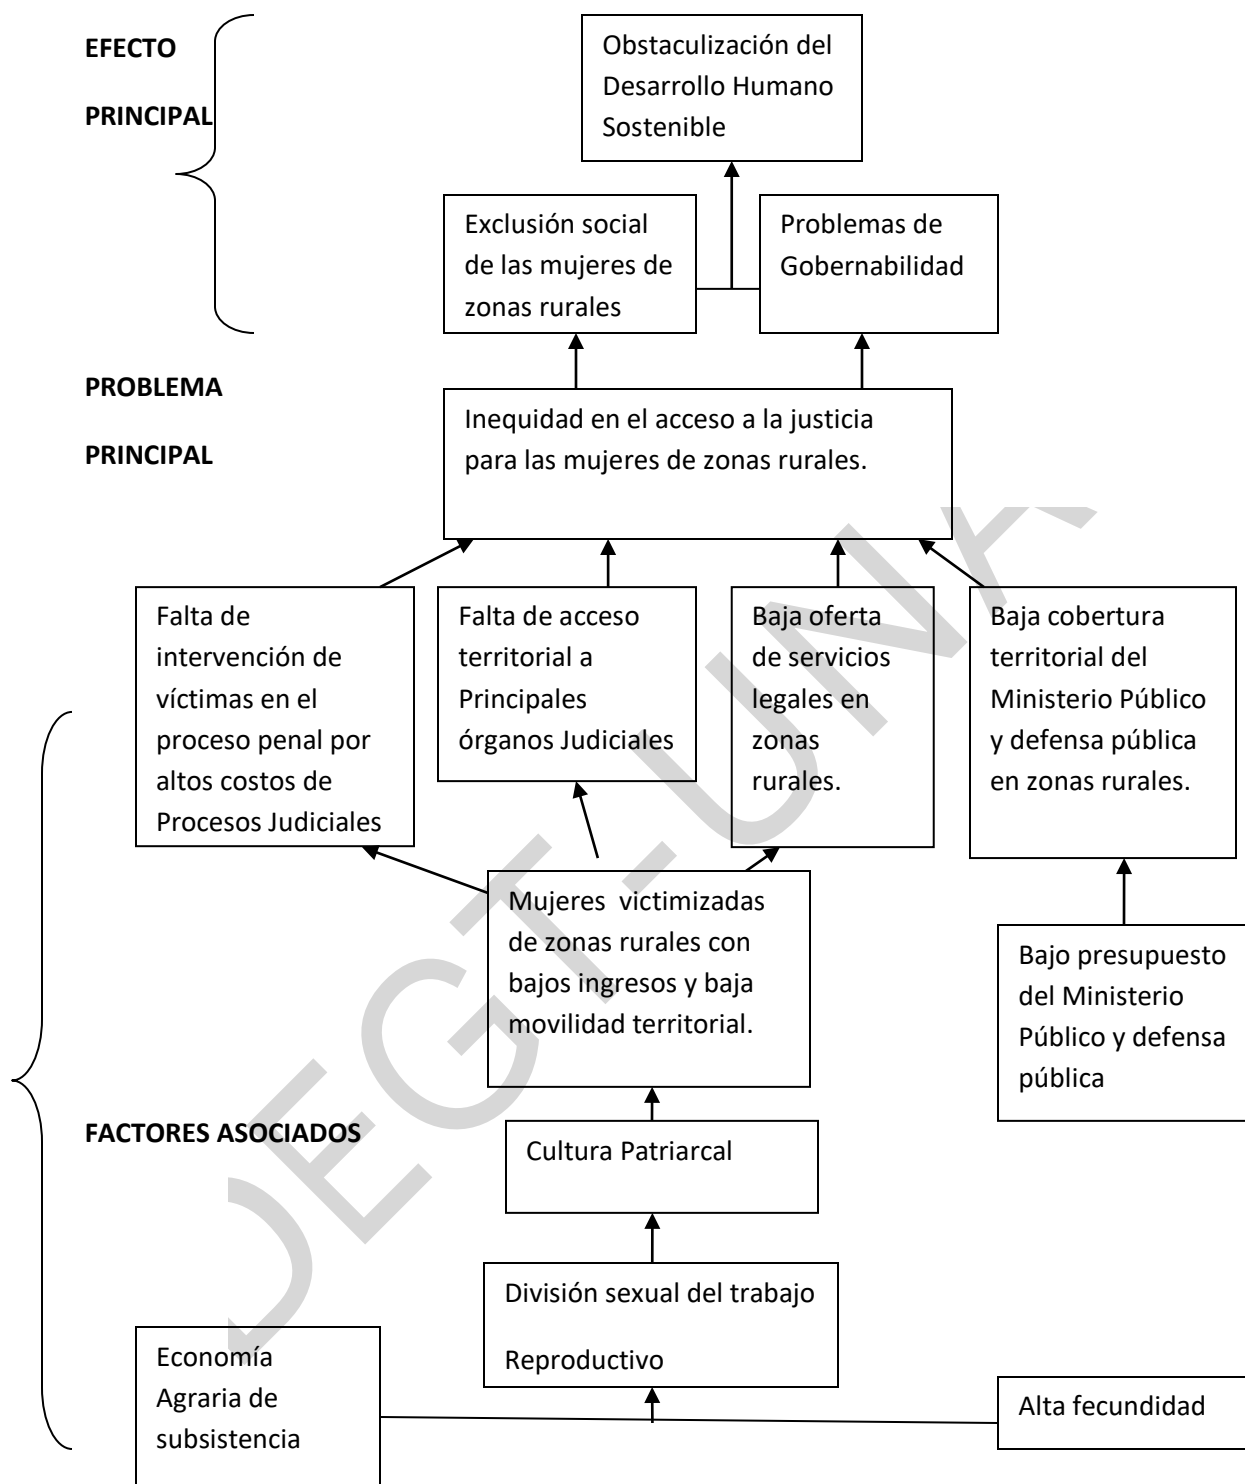 EFECTO
PRINCIPAL
Obstaculización del
Desarrollo Humano
Sostenible
Exclusión social
de las mujeres de
zonas rurales
Problemas de
Gobernabilidad
PROBLEMA
PRINCIPAL
Inequidad en el acceso a la justicia
para las mujeres de zonas rurales.
Falta de
intervención de
víctimas en el
proceso penal por
altos costos de
Procesos Judiciales
Falta de acceso
territorial a
Principales
órganos Judiciales
Baja oferta
de servicios
legales en
zonas
rurales.
Baja cobertura
territorial del
Ministerio Público
y defensa pública
en zonas rurales.
Mujeres  victimizadas
de zonas rurales con
bajos ingresos y baja
movilidad territorial.
Bajo presupuesto
del Ministerio
Público y defensa
pública
FACTORES ASOCIADOS
Cultura Patriarcal
División sexual del trabajo
Reproductivo
Economía
Agraria de
subsistencia
Alta fecundidad
DEGT-UNA